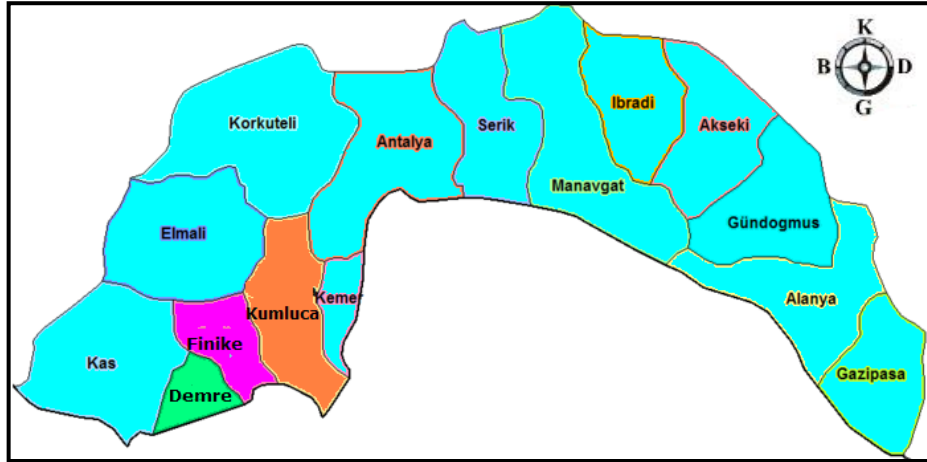 K
B D
G
Ibradi
Korkuteli
Antalya
Serik
Akseki
Manavgat
Gündogmus
Elmali
Kemer
Alanya
Kumluca
Finike
Kas
Gazipasa
Demre